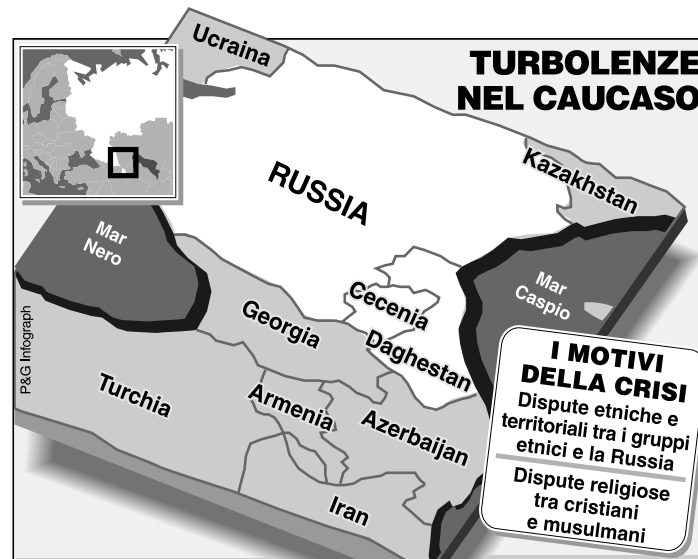 TURBOLENZE
NEL CAUCASO
Ucraina
RUSSIA
Kazakhstan
Mar
Nero
Mar
Caspio
Cecenia
Georgia
Daghestan
Turchia
Armenia
Azerbaijan
Iran
I MOTIVI
DELLA CRISI
Dispute etniche e
territoriali tra i gruppi
etnici e la Russia
Dispute religiose
tra cristiani
e musulmani
P&G Infograph